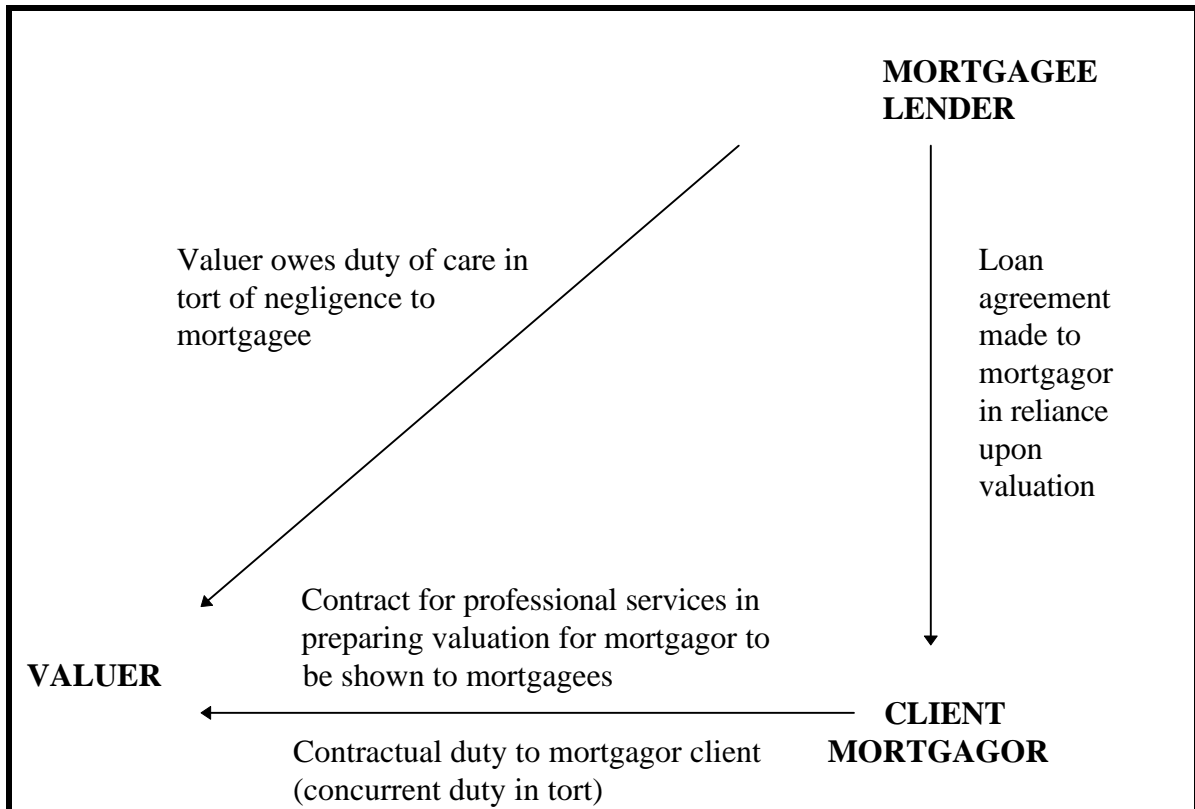 MORTGAGEE
LENDER
Valuer owes duty of care in
tort of negligence to
mortgagee
Loan
agreement
made to
mortgagor
in reliance
upon
valuation
Contract for professional services in
preparing valuation for mortgagor to
be shown to mortgagees
VALUER
CLIENT
MORTGAGOR
Contractual duty to mortgagor client
(concurrent duty in tort)